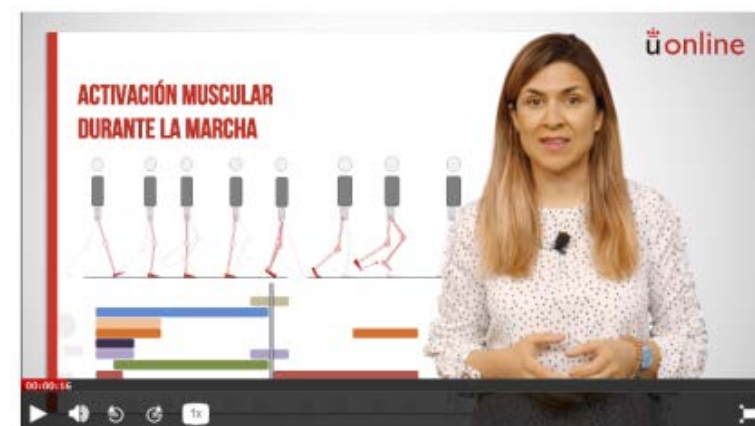 üonline
ACTIVACIÓN MUSCULAR
DURANTE LA MARCHA
00:00:16
1x